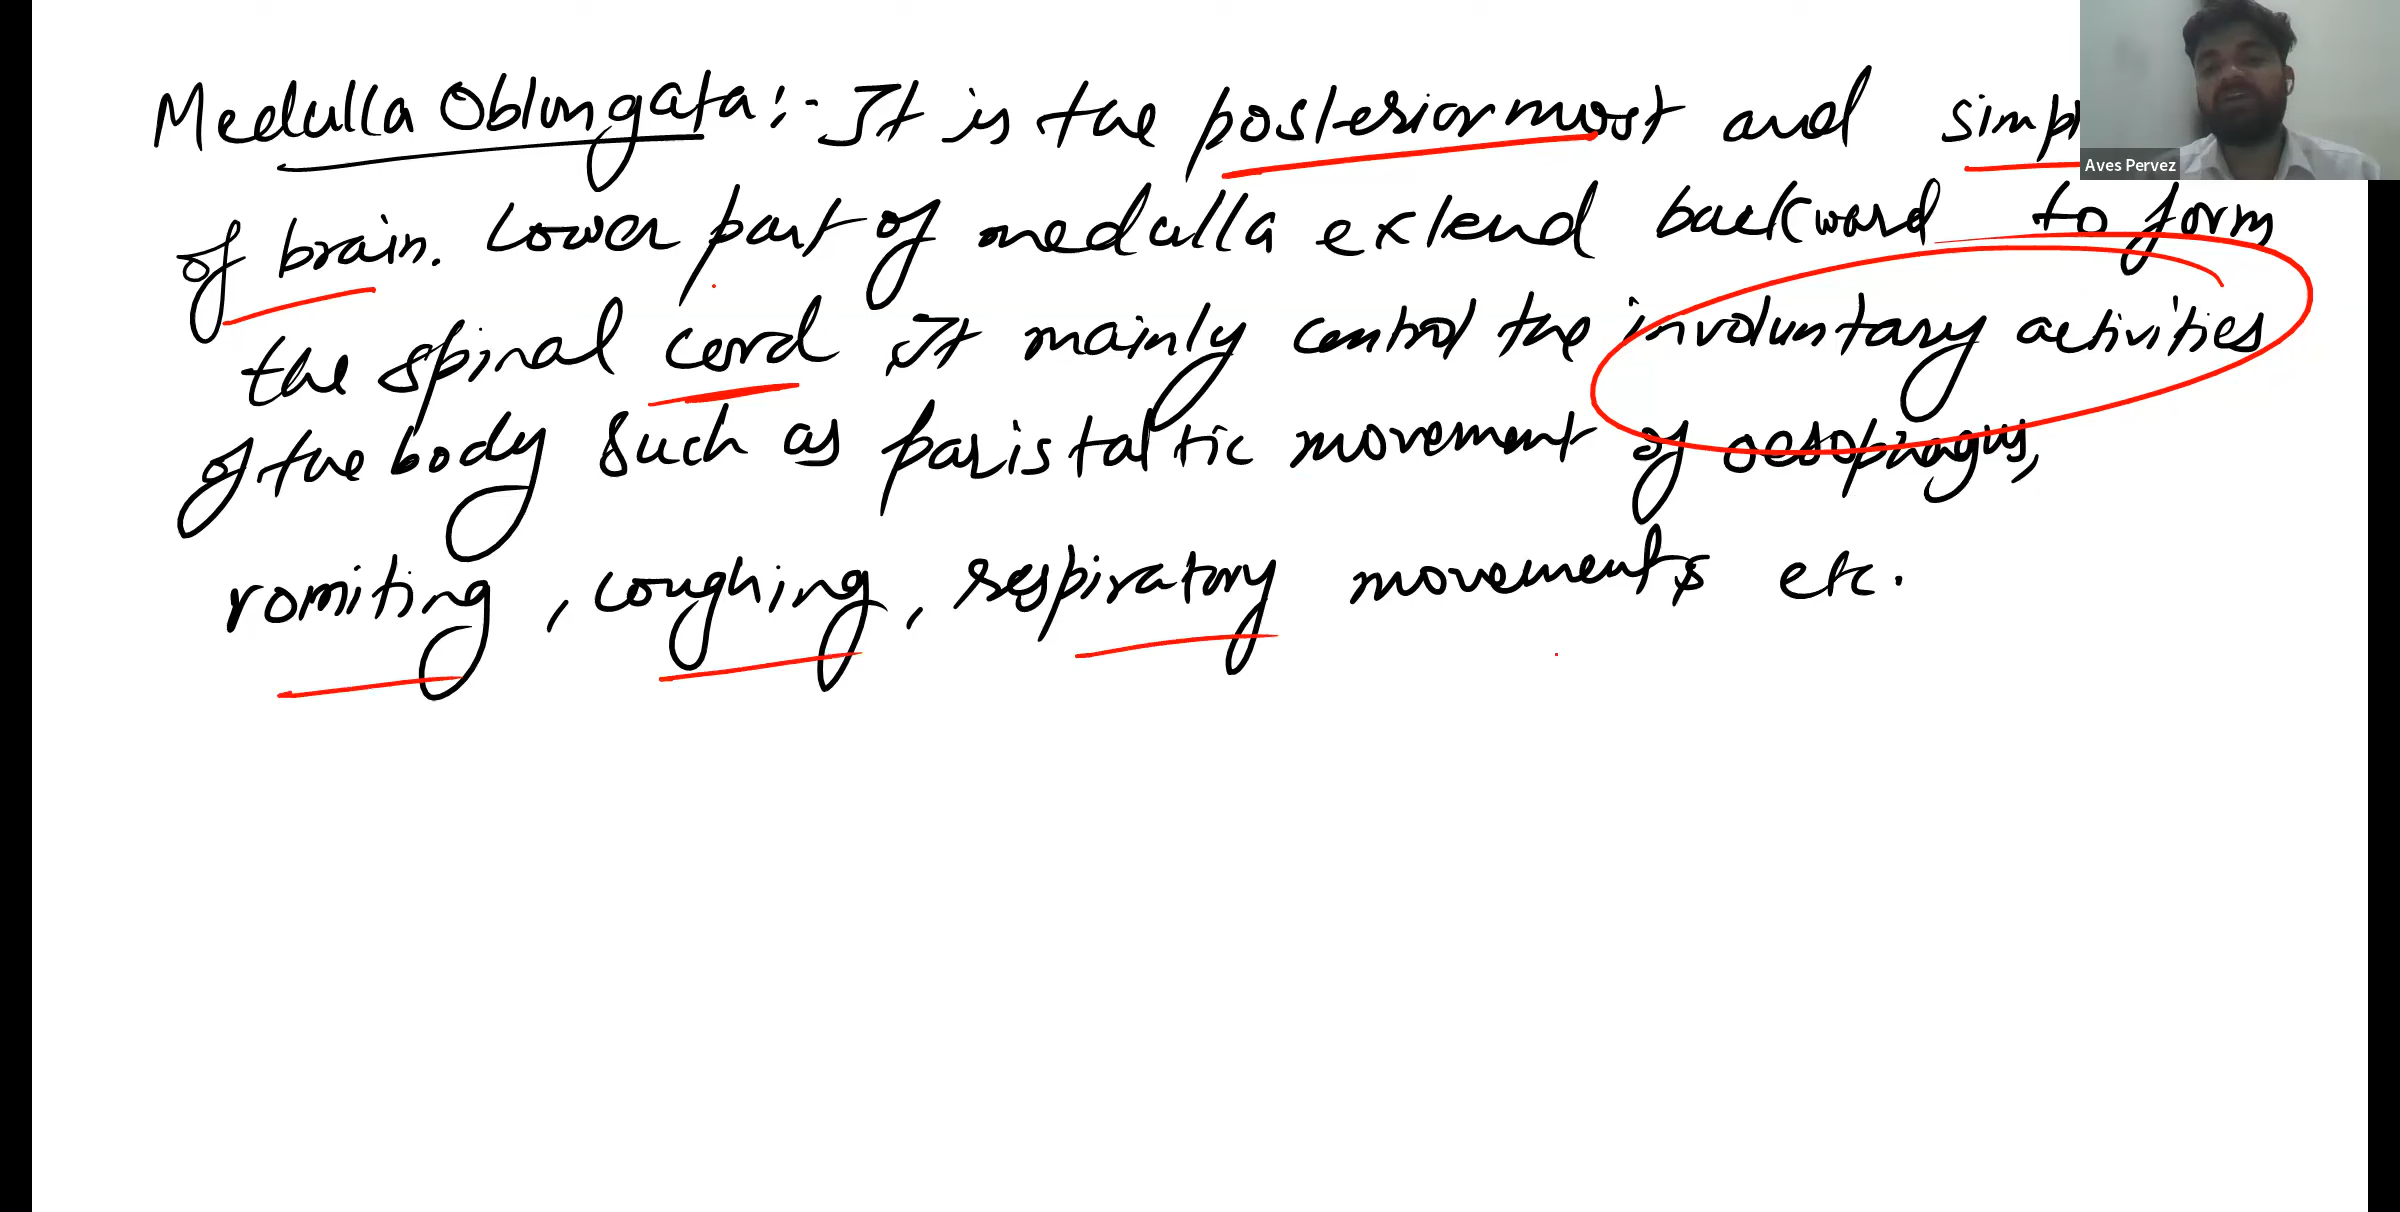 Medulla Oblongata:- It is the posteriormost and simp
Aves Pervez
of brain. Lower part of medulla extend backward to form
the spinal cord. It mainly control the involuntary activities
of the body such as paristaltic movement of oesophagus,
vomiting, coughing, respiratory movements etc.